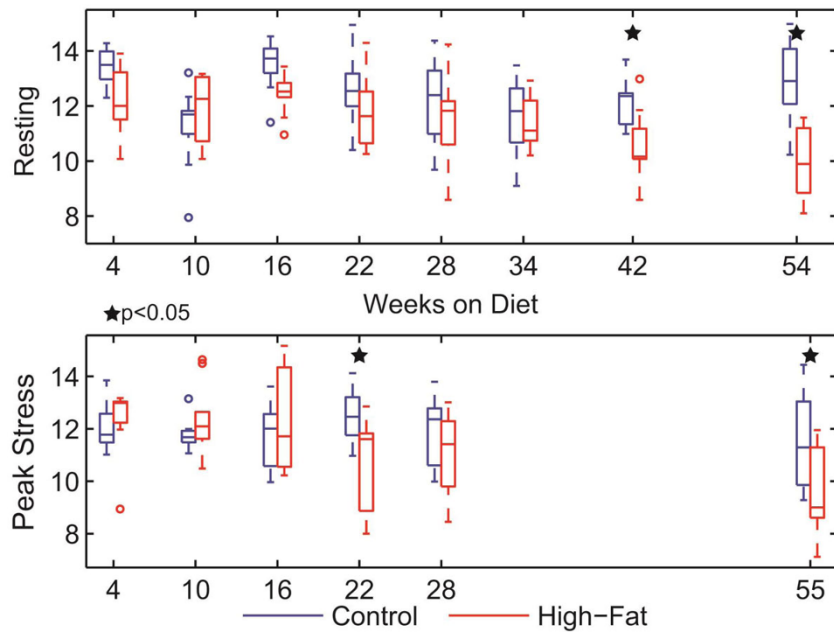 Resting
14
12
10
8
4 10 16 22 28 34 42 54
Weeks on Diet
★p<0.05
Peak Stress
14
12
10
8
4 10 16 22 28 55
Control High-Fat